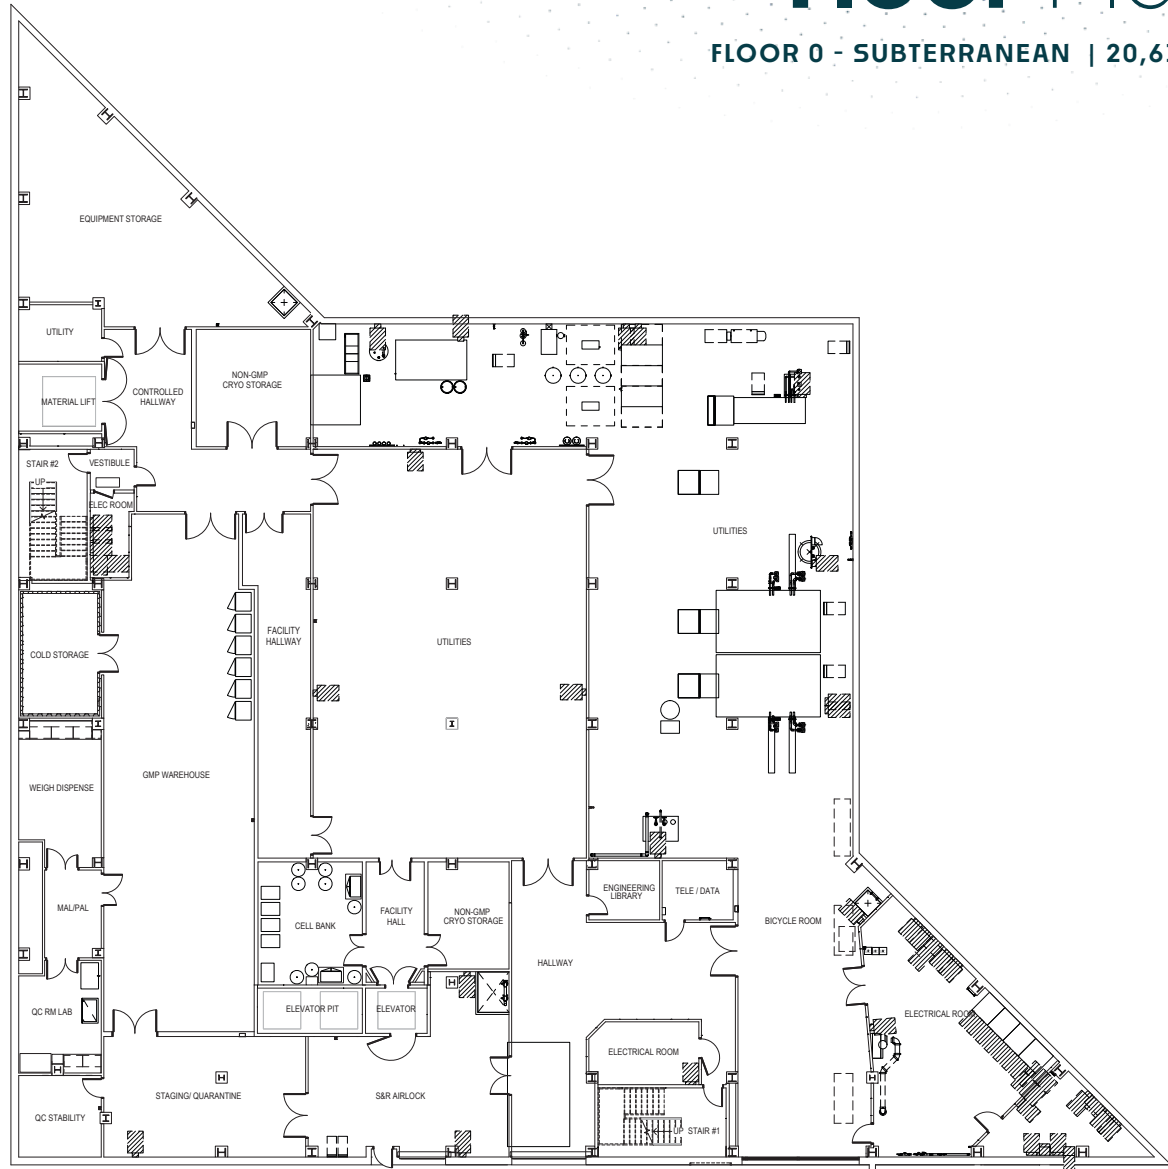 FLOOR 0 - SUBTERRANEAN | 20,6
EQUIPMENT STORAGE
UTILITY
NON-GMP
CRYO STORAGE
CONTROLLED
HALLWAY
MATERIAL LIFT
STAIR #2
VESTIBULE
UP
ELEC ROOM
UTILITIES
FACILITY
HALLWAY
UTILITIES
COLD STORAGE
GMP WAREHOUSE
WEIGH DISPENSE
ENGINEERING
LIBRARY
TELE / DATA
MAL/PAL
FACILITY
HALL
NON-GMP
CRYO STORAGE
CELL BANK
BICYCLE ROOM
HALLWAY
QC RM LAB
ELEVATOR PIT
ELEVATOR
ELECTRICAL ROOM
ELECTRICAL ROOM
STAGING/ QUARANTINE
S&R AIRLOCK
QC STABILITY
UP
STAIR #1